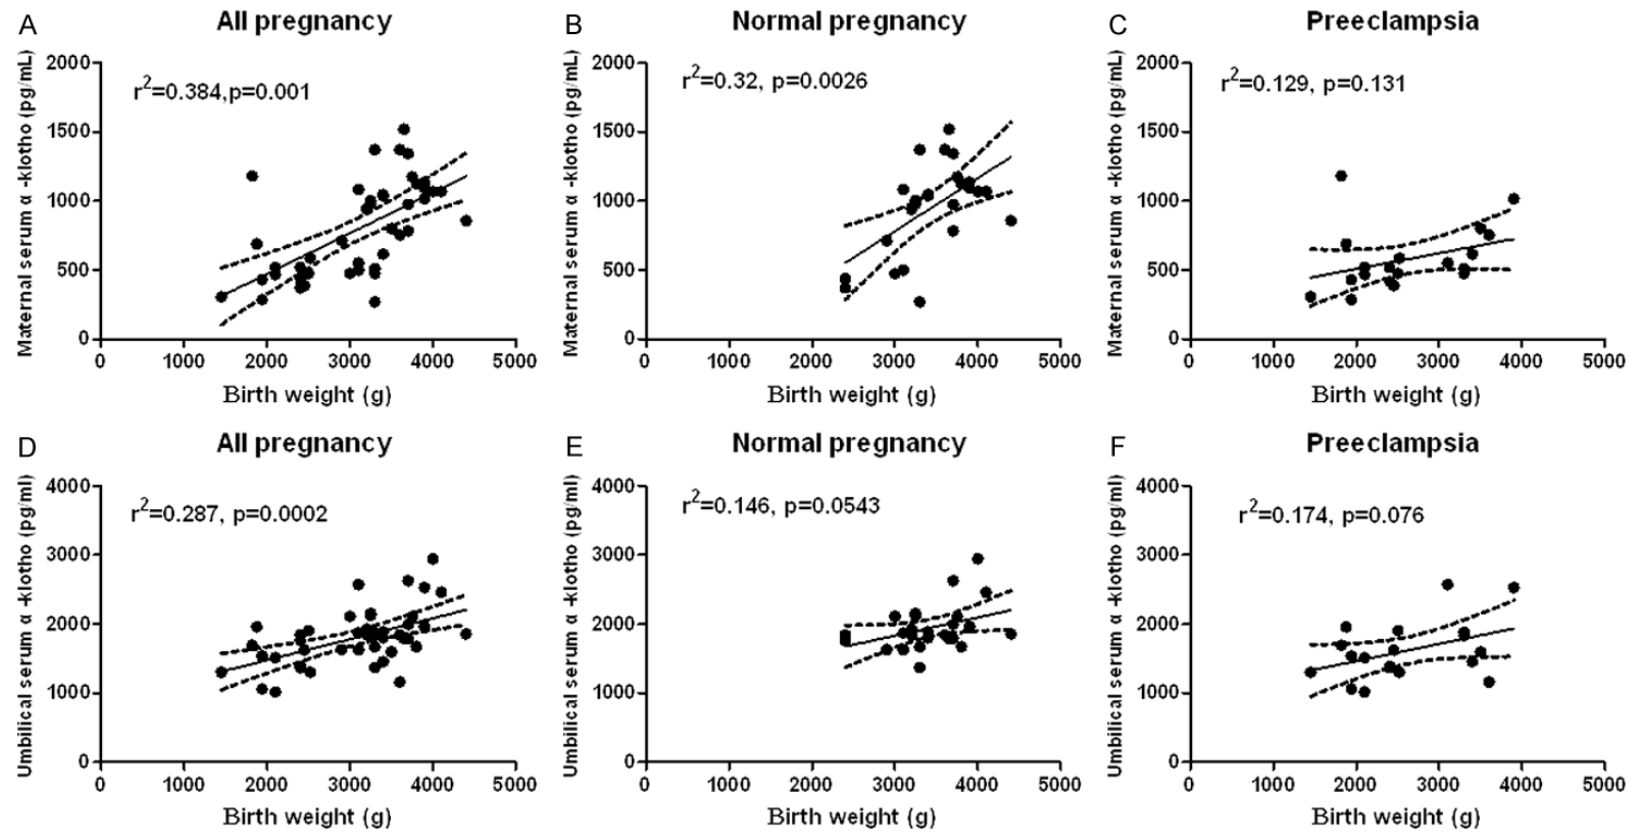 A
All pregnancy
Maternal serum α -klotho (pg/mL)
r2=0.384,p=0.001
2000
1500
1000
500
0
0 1000 2000 3000 4000 5000
Birth weight (g)
B
Normal pregnancy
Maternal serum α -klotho (pg/mL)
r2=0.32, p=0.0026
2000
1500
1000
500
0
0 1000 2000 3000 4000 5000
Birth weight (g)
C
Preeclampsia
Maternal serum α -klotho (pg/mL)
r2=0.129, p=0.131
2000
1500
1000
500
0
0 1000 2000 3000 4000 5000
Birth weight (g)
D
All pregnancy
Umbilical serum α -klotho (pg/ml)
r2=0.287, p=0.0002
4000
3000
2000
1000
0
0 1000 2000 3000 4000 5000
Birth weight (g)
E
Normal pregnancy
Umbilical serum α -klotho (pg/ml)
r2=0.146, p=0.0543
4000
3000
2000
1000
0
0 1000 2000 3000 4000 5000
Birth weight (g)
F
Preeclampsia
Umbilical serum α -klotho (pg/ml)
r2=0.174, p=0.076
4000
3000
2000
1000
0
0 1000 2000 3000 4000 5000
Birth weight (g)